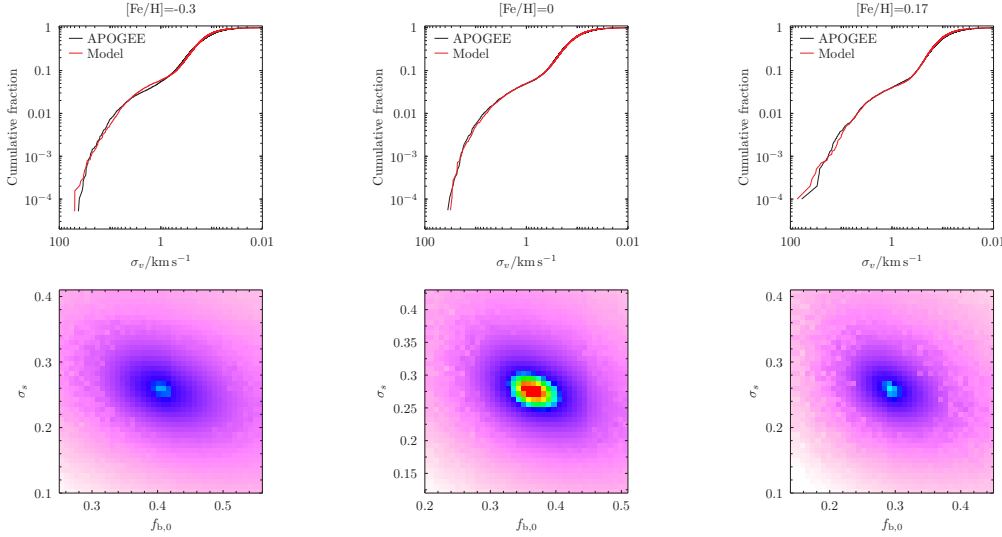 [Fe/H]=-0.3
1
0.1
0.01
10⁻³
10⁻⁴
Cumulative fraction
APOGEE
Model
100
1
0.01
σᵥ/km s⁻¹
[Fe/H]=0
1
0.1
0.01
10⁻³
10⁻⁴
Cumulative fraction
APOGEE
Model
100
1
0.01
σᵥ/km s⁻¹
[Fe/H]=0.17
1
0.1
0.01
10⁻³
10⁻⁴
Cumulative fraction
APOGEE
Model
100
1
0.01
σᵥ/km s⁻¹
0.4
0.3
0.2
0.1
σₛ
0.3
0.4
0.5
f_b,0
0.4
0.35
0.3
0.25
0.2
0.15
σₛ
0.2
0.3
0.4
0.5
f_b,0
0.4
0.3
0.2
0.1
σₛ
0.2
0.3
0.4
f_b,0